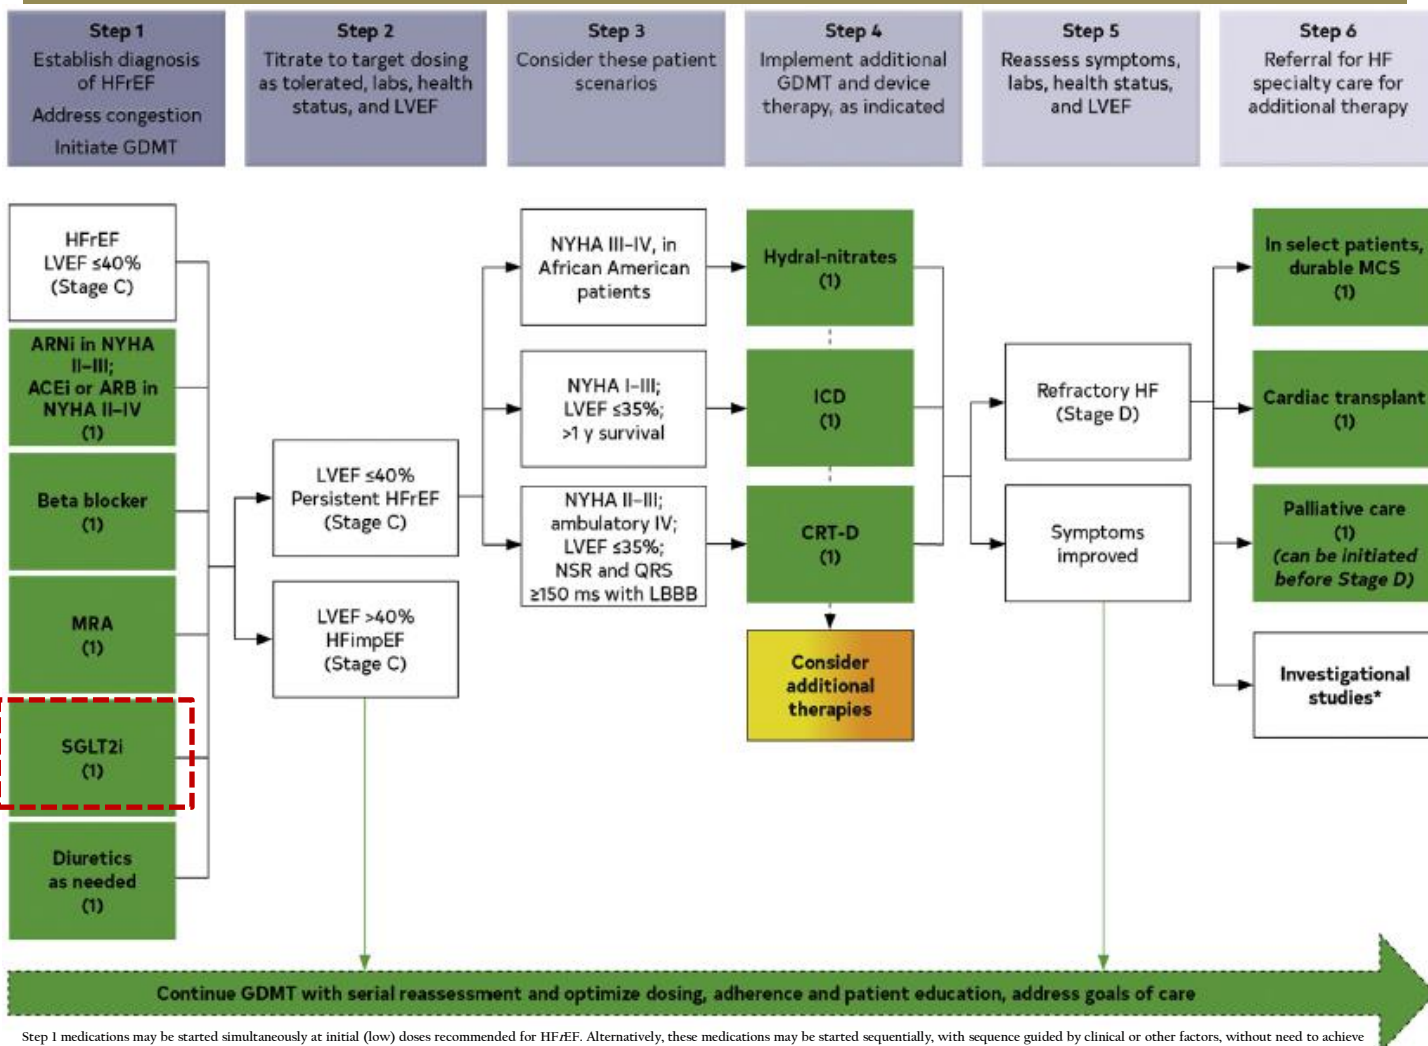 Step 1
Establish diagnosis
of HFrEF
Address congestion
Initiate GDMT
Step 2
Titrate to target dosing
as tolerated, labs, health
status, and LVEF
Step 3
Consider these patient
scenarios
Step 4
Implement additional
GDMT and device
therapy, as indicated
Step 5
Reassess symptoms,
labs, health status,
and LVEF
Step 6
Referral for HF
specialty care for
additional therapy
HFrEF
LVEF ≤40%
(Stage C)
ARNi in NYHA
II–III;
ACEi or ARB in
NYHA II–IV
(1)
Beta blocker
(1)
MRA
(1)
SGLT2i
(1)
Diuretics
as needed
(1)
LVEF ≤40%
Persistent HFrEF
(Stage C)
LVEF >40%
HFimpEF
(Stage C)
NYHA III–IV, in
African American
patients
NYHA I–III;
LVEF ≤35%;
>1 y survival
NYHA II–III;
ambulatory IV;
LVEF ≤35%;
NSR and QRS
≥150 ms with LBBB
Hydral-nitrates
(1)
ICD
(1)
CRT-D
(1)
Consider
additional
therapies
Refractory HF
(Stage D)
Symptoms
improved
In select patients,
durable MCS
(1)
Cardiac transplant
(1)
Palliative care
(1)
(can be initiated
before Stage D)
Investigational
studies*
Continue GDMT with serial reassessment and optimize dosing, adherence and patient education, address goals of care
Step 1 medications may be started simultaneously at initial (low) doses recommended for HFrEF. Alternatively, these medications may be started sequentially, with sequence guided by clinical or other factors, without need to achieve